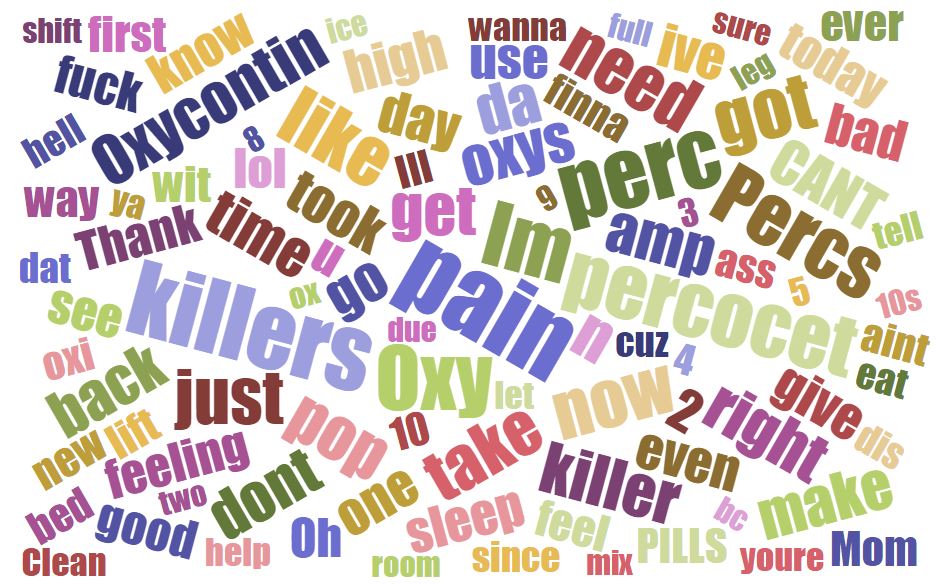 shift
first
know
ice
high
wanna
full
ive
sure
today
ever
fuck
Oxycontin
use
need
leg
got
hell
8
like
day
da
finna
bad
way
ya
wit
lol
lil
oxys
9
perc
CANT
Thank
time
took
get
Im
3
Percs
tell
dat
u
go
pain
amp
ass
5
10s
see
killers
ox
due
n
percocet
aint
oxi
back
just
Oxy
let
cuz
4
eat
new
lift
pop
10
now
2
right
give
dis
feeling
two
dont
one
take
killer
even
make
bed
good
Oh
sleep
feel
bc
Clean
help
room
since
mix
PILLS
youre
Mom